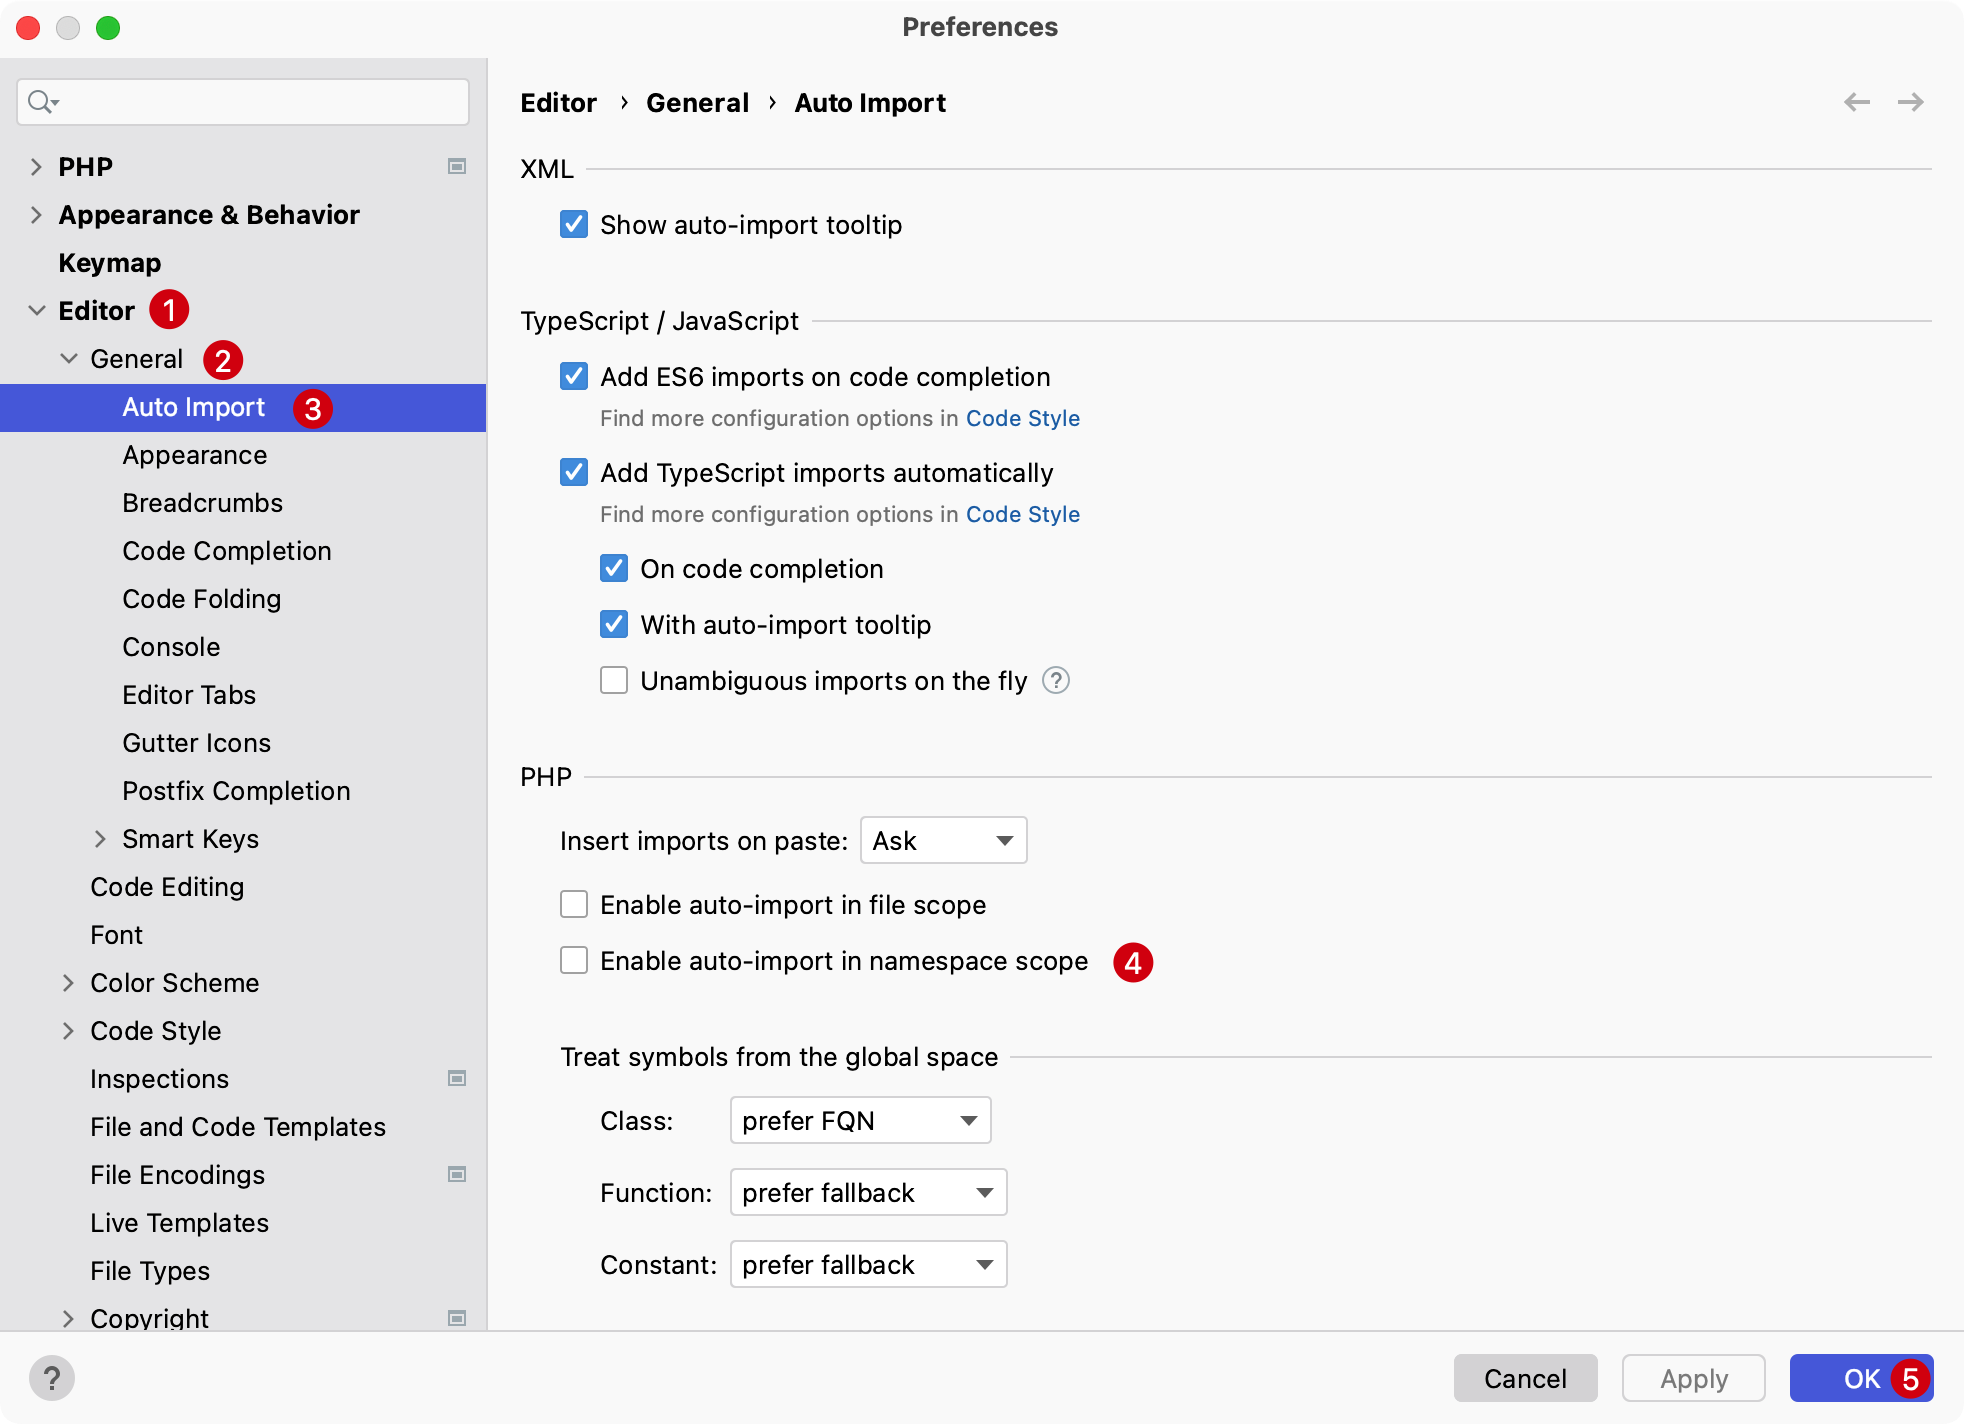 Preferences
PHP
Appearance & Behavior
Keymap
Editor 1
General 2
Auto Import 3
Appearance
Breadcrumbs
Code Completion
Code Folding
Console
Editor Tabs
Gutter Icons
Postfix Completion
Smart Keys
Code Editing
Font
Color Scheme
Code Style
Inspections
File and Code Templates
File Encodings
Live Templates
File Types
Copyright
Editor › General › Auto Import
XML
Show auto-import tooltip
TypeScript / JavaScript
Add ES6 imports on code completion
Find more configuration options in Code Style
Add TypeScript imports automatically
Find more configuration options in Code Style
On code completion
With auto-import tooltip
Unambiguous imports on the fly ?
PHP
Insert imports on paste: Ask
Enable auto-import in file scope
Enable auto-import in namespace scope 4
Treat symbols from the global space
Class: prefer FQN
Function: prefer fallback
Constant: prefer fallback
? Cancel Apply OK 5